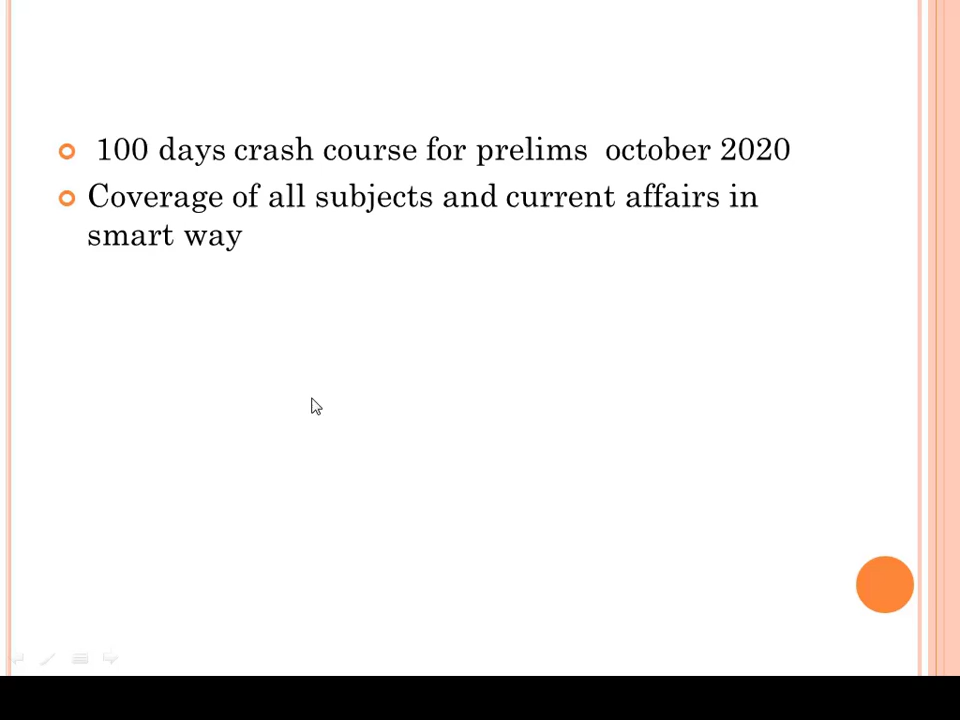 100 days crash course for prelims october 2020
Coverage of all subjects and current affairs in
smart way